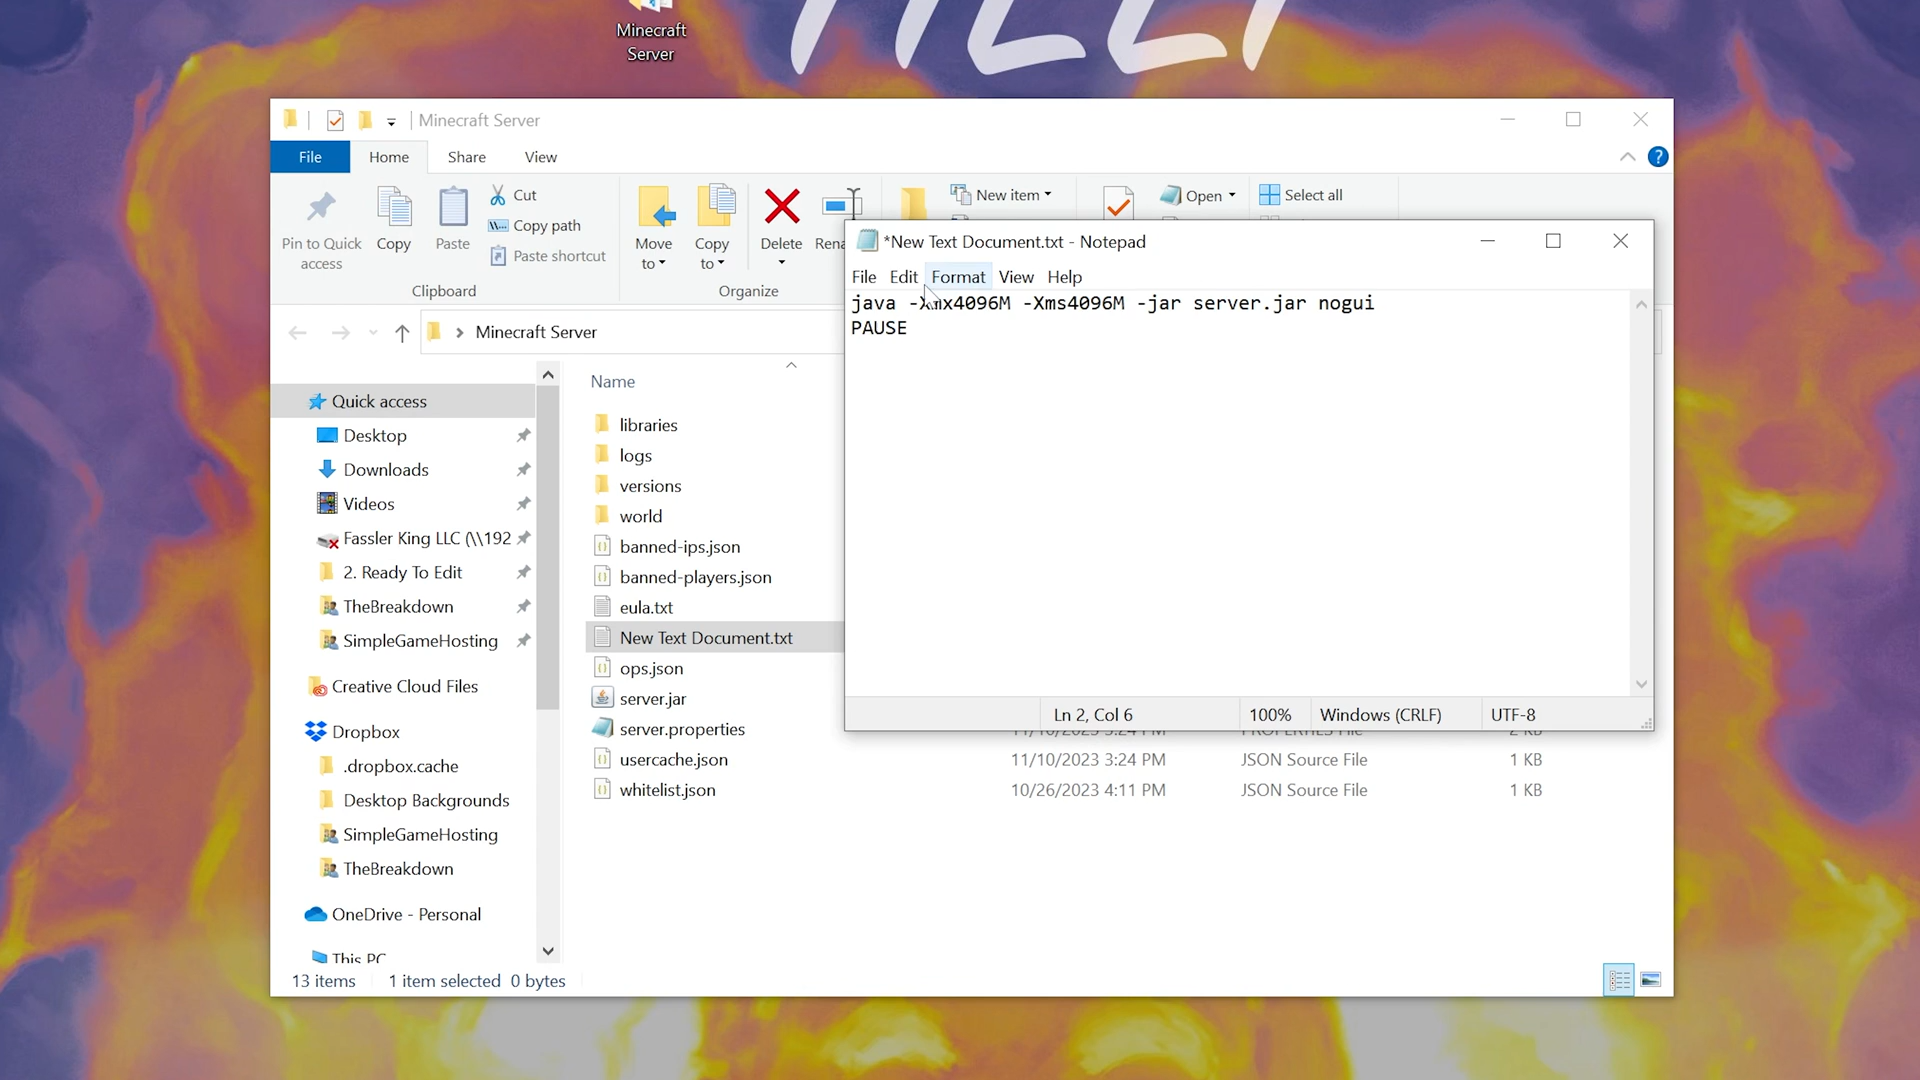 Minecraft
Server
Minecraft Server
File Home Share View
Pin to Quick
access
Copy
Paste
Cut
Copy path
Paste shortcut
Clipboard
Move
to
Copy
to
Delete
Organize
New item
Open
Select all
Minecraft Server
Name
Quick access
Desktop
Downloads
Videos
Fassler King LLC (\\192
2. Ready To Edit
TheBreakdown
SimpleGameHosting
Creative Cloud Files
Dropbox
.dropbox.cache
Desktop Backgrounds
SimpleGameHosting
TheBreakdown
OneDrive - Personal
This PC
libraries
logs
versions
world
banned-ips.json
banned-players.json
eula.txt
New Text Document.txt
ops.json
server.jar
server.properties
usercache.json 11/10/2023 3:24 PM JSON Source File 1 KB
whitelist.json 10/26/2023 4:11 PM JSON Source File 1 KB
13 items 1 item selected 0 bytes
*New Text Document.txt - Notepad
File Edit Format View Help
java -Xmx4096M -Xms4096M -jar server.jar nogui
PAUSE
Ln 2, Col 6 100% Windows (CRLF) UTF-8